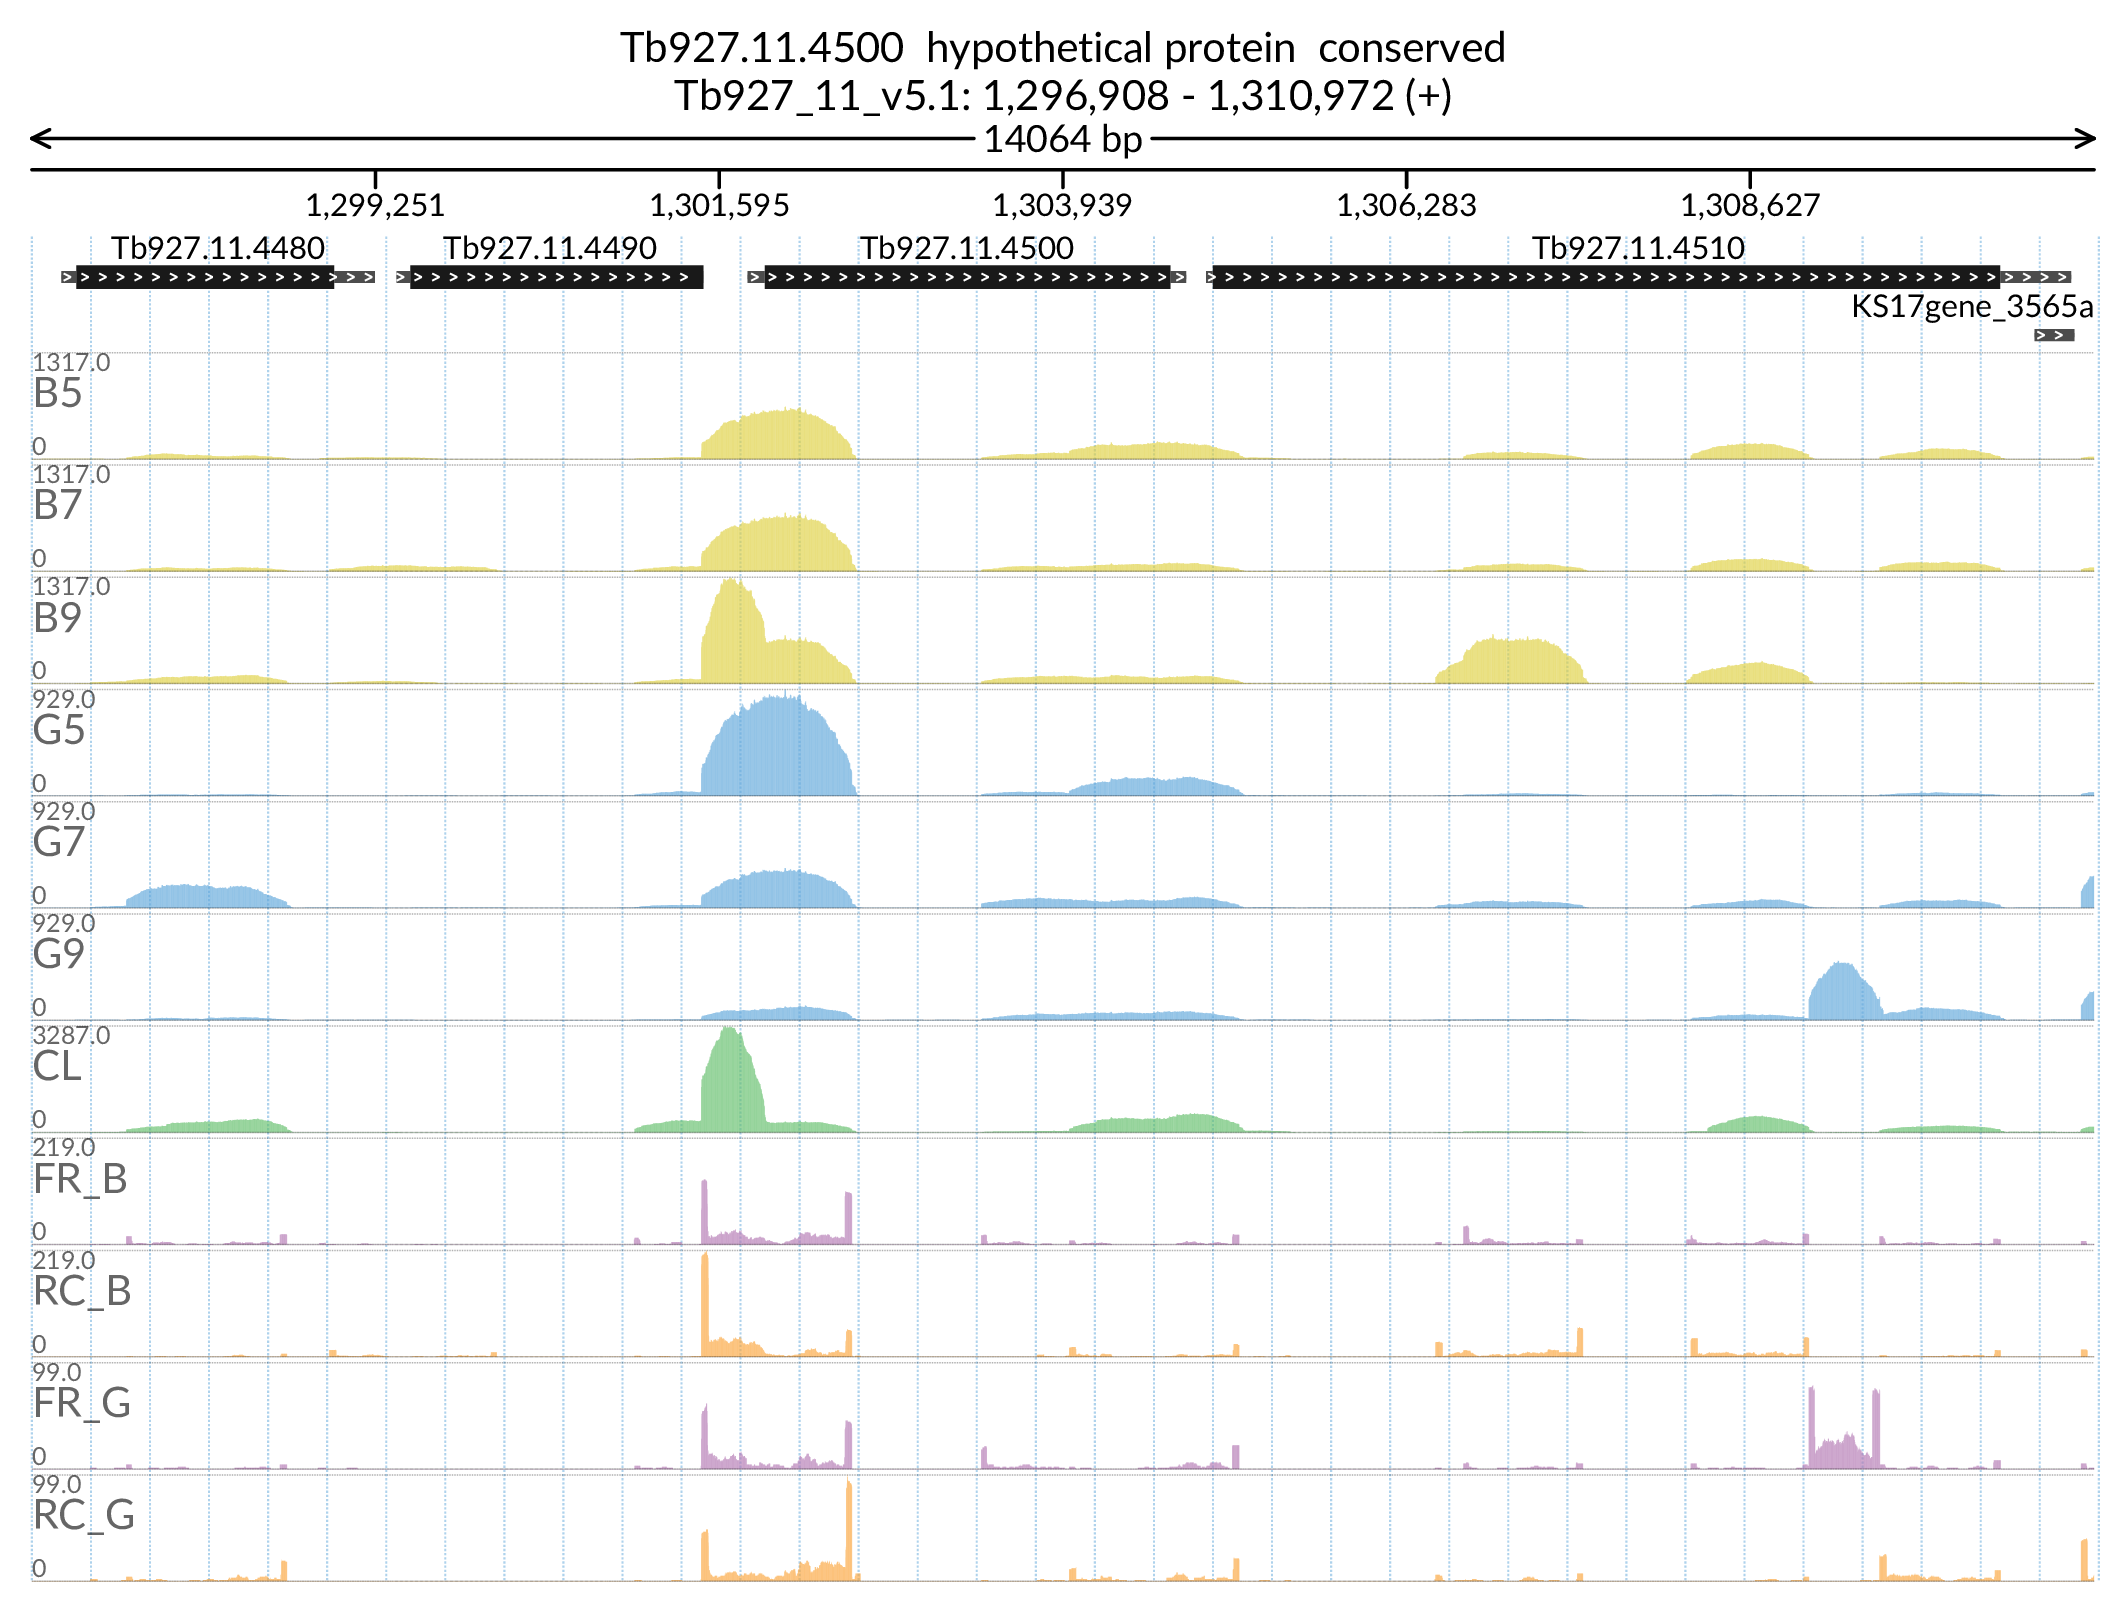 Tb927.11.4500  hypothetical protein  conserved
Tb927_11_v5.1: 1,296,908 - 1,310,972 (+)
14064 bp
1,299,251 1,301,595 1,303,939 1,306,283 1,308,627
Tb927.11.4480 Tb927.11.4490 Tb927.11.4500 Tb927.11.4510
KS17gene_3565a
1317.0
B5
0
1317.0
B7
0
1317.0
B9
0
929.0
G5
0
929.0
G7
0
929.0
G9
0
3287.0
CL
0
219.0
FR_B
0
219.0
RC_B
0
99.0
FR_G
0
99.0
RC_G
0